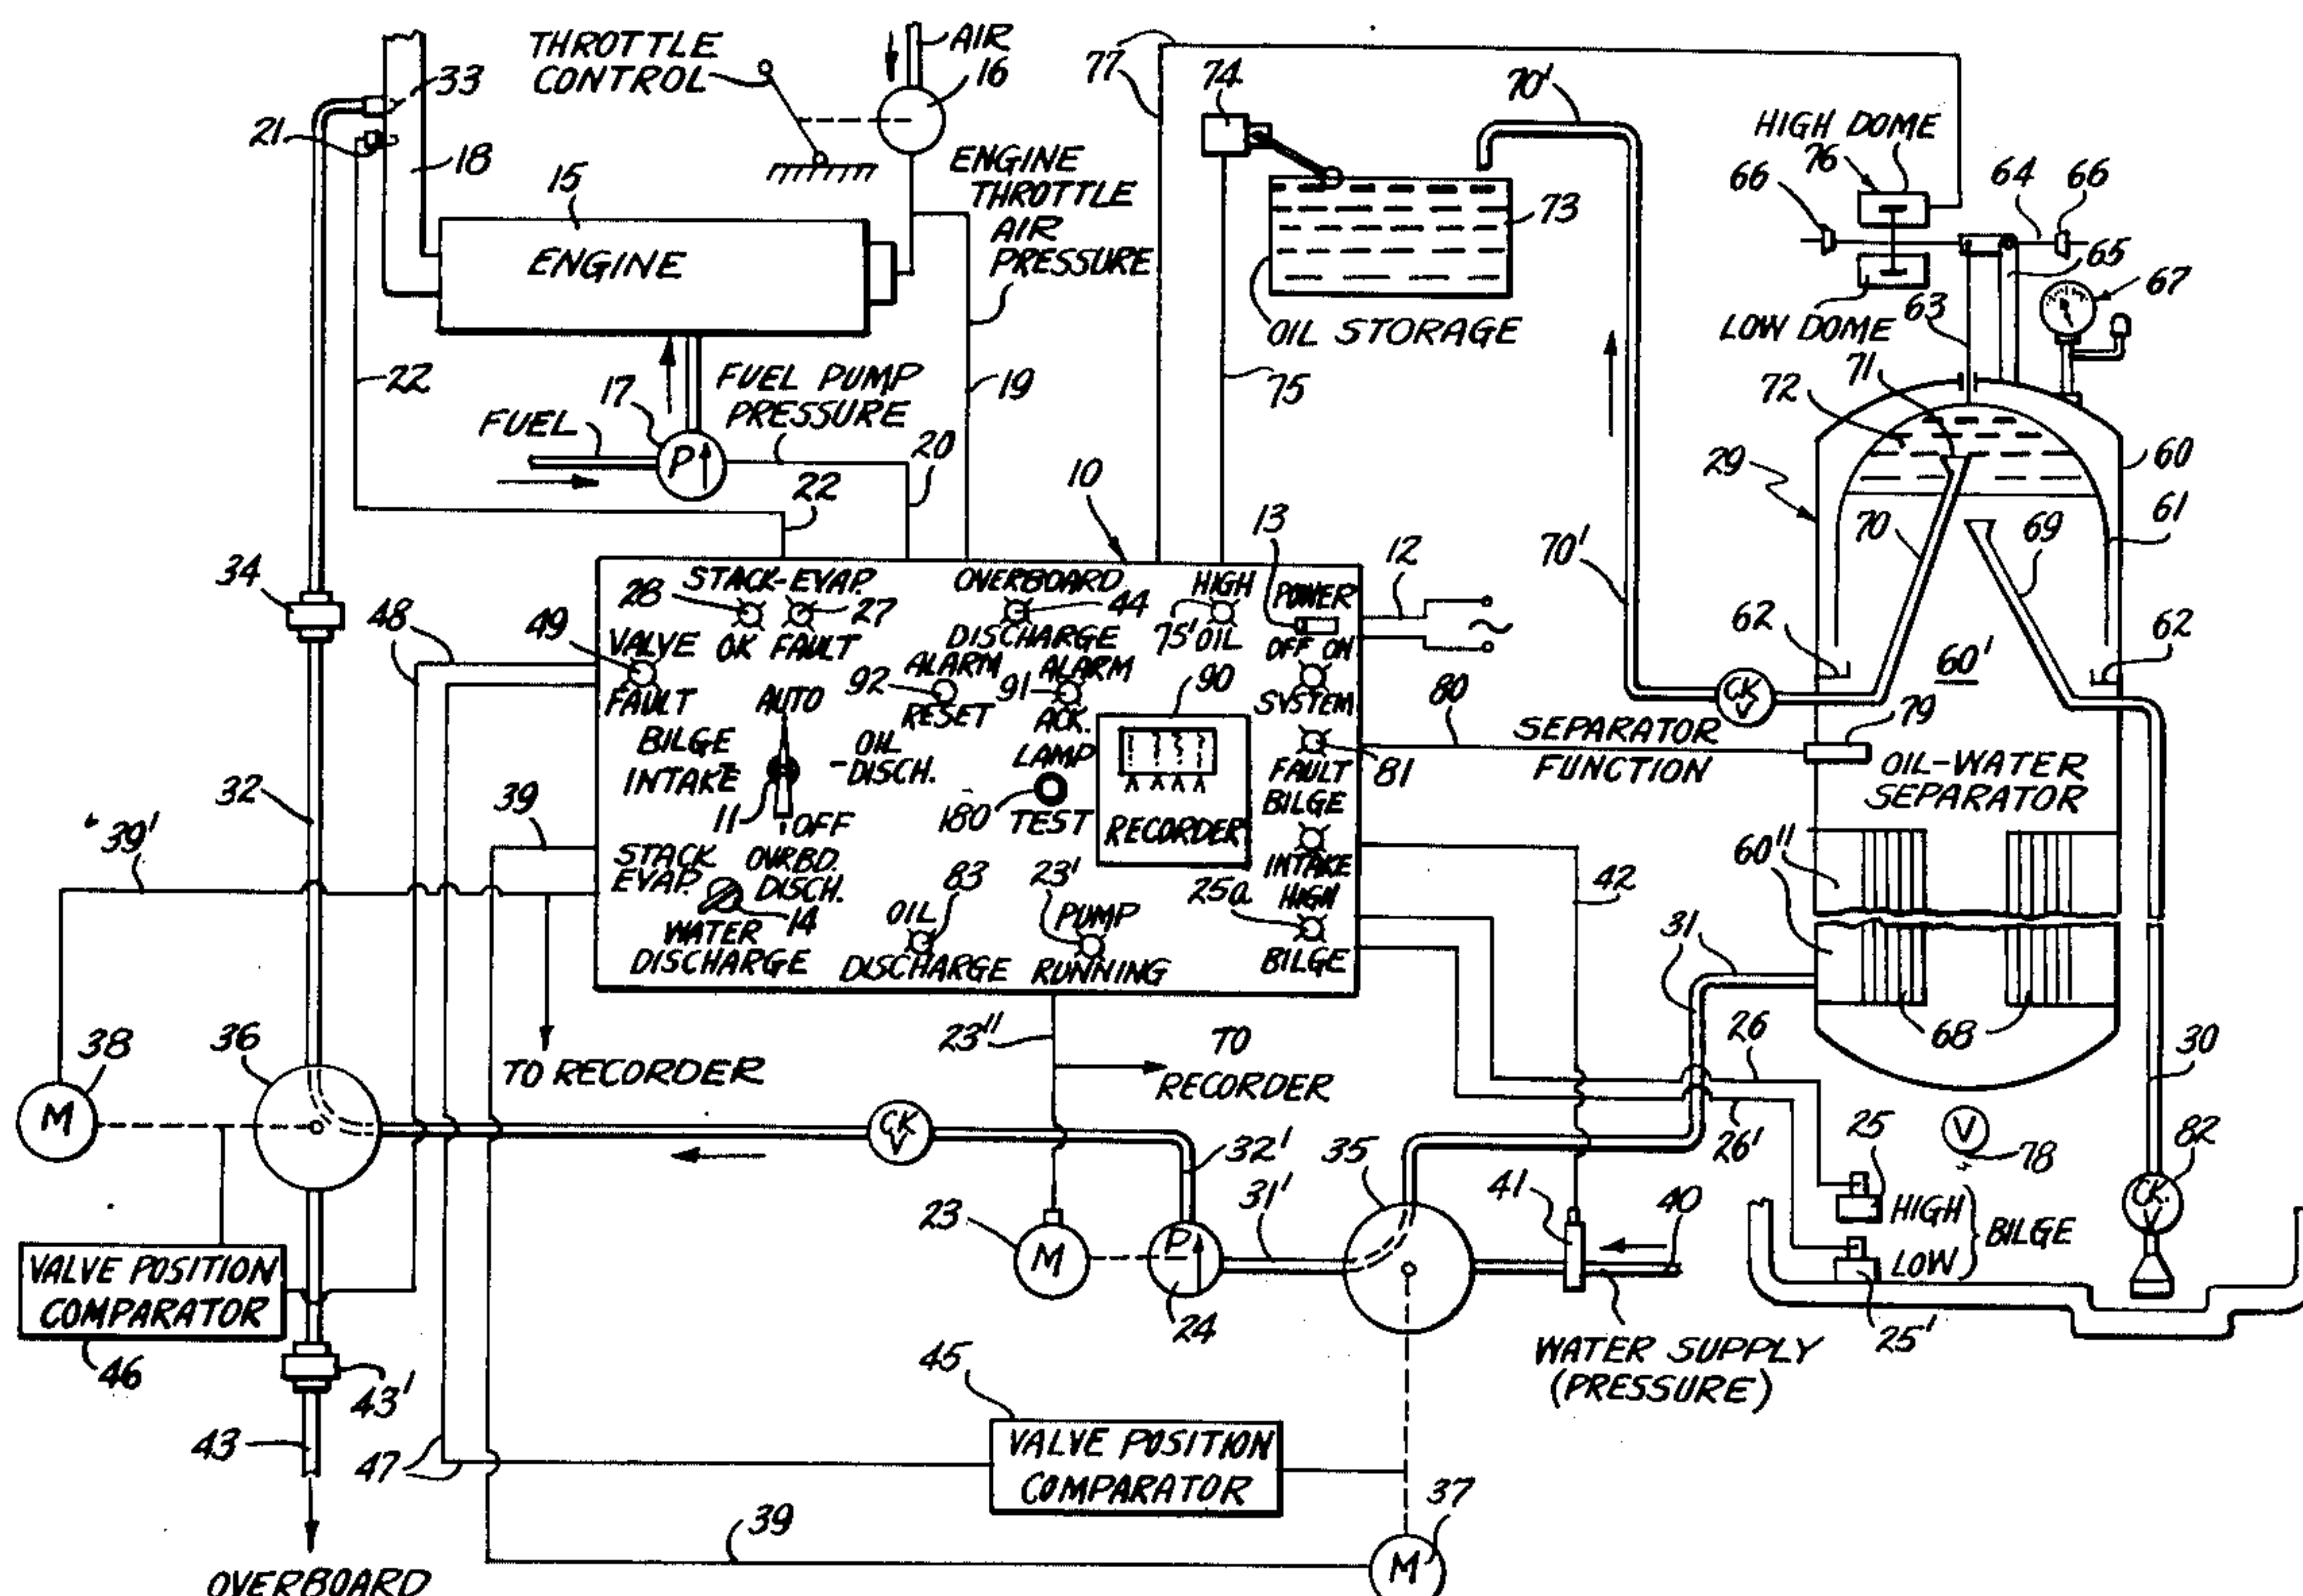 THROTTLE
CONTROL
AIR
16
33
21
18
15
ENGINE
ENGINE
THROTTLE
AIR
PRESSURE
77
74
70'
73
OIL STORAGE
HIGH DOME
76
66
64
66
65
67
LOW DOME
63
71
72
29
60
61
22
17
FUEL PUMP
PRESSURE
FUEL
P
20
19
75
22
10
13
12
70'
70
69
62
62
60'
34
48
49
28
STACK-EVAP.
27
OK FAULT
VALVE
FAULT
OVERBOARD
44
DISCHARGE
HIGH
75' OIL
POWER
OFF ON
SYSTEM
ALARM
92
RESET
ALARM
91
ACK.
90
RECORDER
80
SEPARATOR
FUNCTION
CK
V
79
OIL-WATER
SEPARATOR
AUTO
BILGE
INTAKE
OIL
DISCH.
11
OFF
LAMP
180
TEST
81
FAULT
BILGE
INTAKE
HIGH
25a
BILGE
32
39'
39
STACK
EVAP.
OVRBD.
DISCH.
14
WATER
DISCHARGE
83
OIL
DISCHARGE
23'
PUMP
RUNNING
42
31
60"
68
30
TO RECORDER
23"
TO
RECORDER
26
26'
38
M
36
CK
V
32'
31'
35
41
40
25
V
78
82
CK.
V
HIGH
LOW
BILGE
25'
23
M
P
24
WATER SUPPLY
(PRESSURE)
VALVE POSITION
COMPARATOR
46
43'
43
47
45
VALVE POSITION
COMPARATOR
39
37
M
OVERBOARD